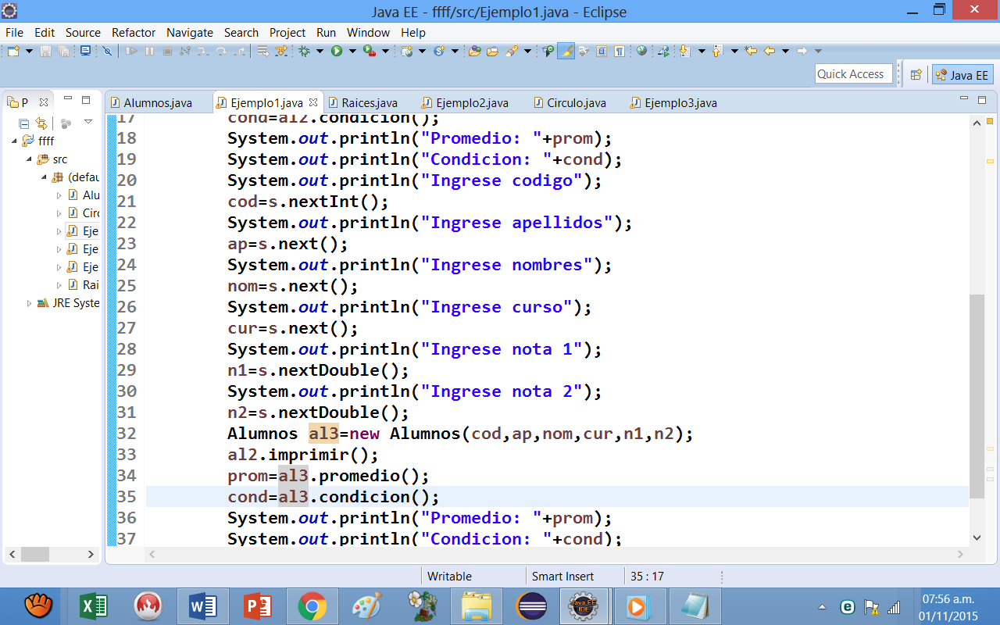 Java EE - ffff/src/Ejemplo1.java - Eclipse
File Edit Source Refactor Navigate Search Project Run Window Help
Quick Access
Java EE
P
Alumnos.java Ejemplo1.java Raices.java Ejemplo2.java Circulo.java Ejemplo3.java
ffff
src
(defau
Alu
Circ
Eje
Eje
Eje
Rai
JRE Syste
17 cond=al2.condicion();
18 System.out.println("Promedio: "+prom);
19 System.out.println("Condicion: "+cond);
20 System.out.println("Ingrese codigo");
21 cod=s.nextInt();
22 System.out.println("Ingrese apellidos");
23 ap=s.next();
24 System.out.println("Ingrese nombres");
25 nom=s.next();
26 System.out.println("Ingrese curso");
27 cur=s.next();
28 System.out.println("Ingrese nota 1");
29 n1=s.nextDouble();
30 System.out.println("Ingrese nota 2");
31 n2=s.nextDouble();
32 Alumnos al3=new Alumnos(cod,ap,nom,cur,n1,n2);
33 al2.imprimir();
34 prom=al3.promedio();
35 cond=al3.condicion();
36 System.out.println("Promedio: "+prom);
37 System.out.println("Condicion: "+cond);
Writable Smart Insert 35 : 17
Java EE
IDE
07:56 a.m.
01/11/2015